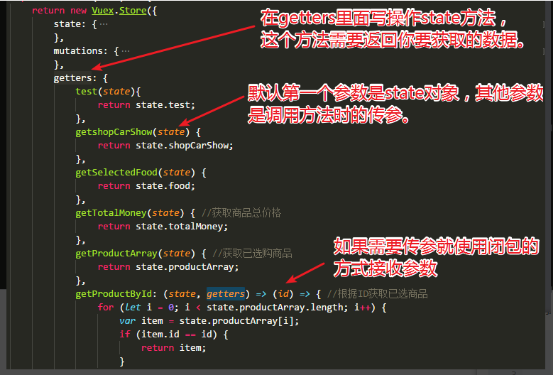 return new Vuex.Store({
state: {…
},
mutations: {…
},
getters: {
test(state){
return state.test;
},
getshopCarShow(state) {
return state.shopCarShow;
},
getSelectedFood(state) {
return state.food;
},
getTotalMoney(state) { //获取商品总价格
return state.totalMoney;
},
getProductArray(state) { //获取已选购商品
return state.productArray;
},
getProductById: (state, getters) => (id) => { //根据ID获取已选商品
for (let i = 0; i < state.productArray.length; i++) {
var item = state.productArray[i];
if (item.id == id) {
return item;
}
在getters里面写操作state方法，
这个方法需要返回你要获取的数据。
默认第一个参数是state对象，其他参数
是调用方法时的传参。
如果需要传参就使用闭包的
方式接收参数